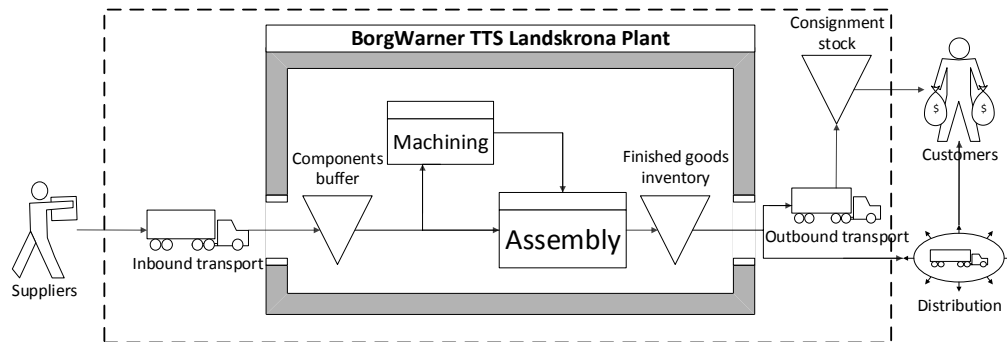 BorgWarner TTS Landskrona Plant
Consignment
stock
$
$
Customers
Machining
Components
buffer
Finished goods
inventory
Assembly
Suppliers
Inbound transport
Outbound transport
Distribution